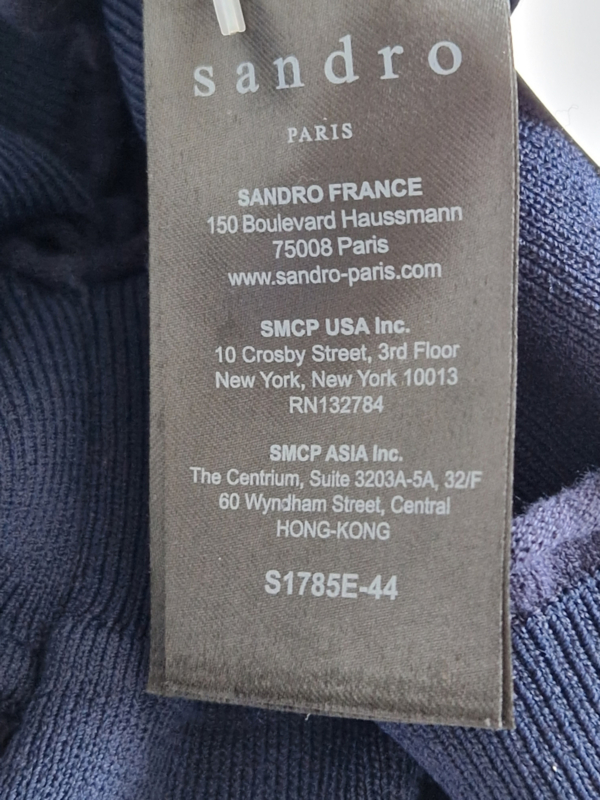 sandro
PARIS
SANDRO FRANCE
150 Boulevard Haussmann
75008 Paris
www.sandro-paris.com
SMCP USA Inc.
10 Crosby Street, 3rd Floor
New York, New York 10013
RN132784
SMCP ASIA Inc.
The Centrium, Suite 3203A-5A, 32/F
60 Wyndham Street, Central
HONG-KONG
S1785E-44